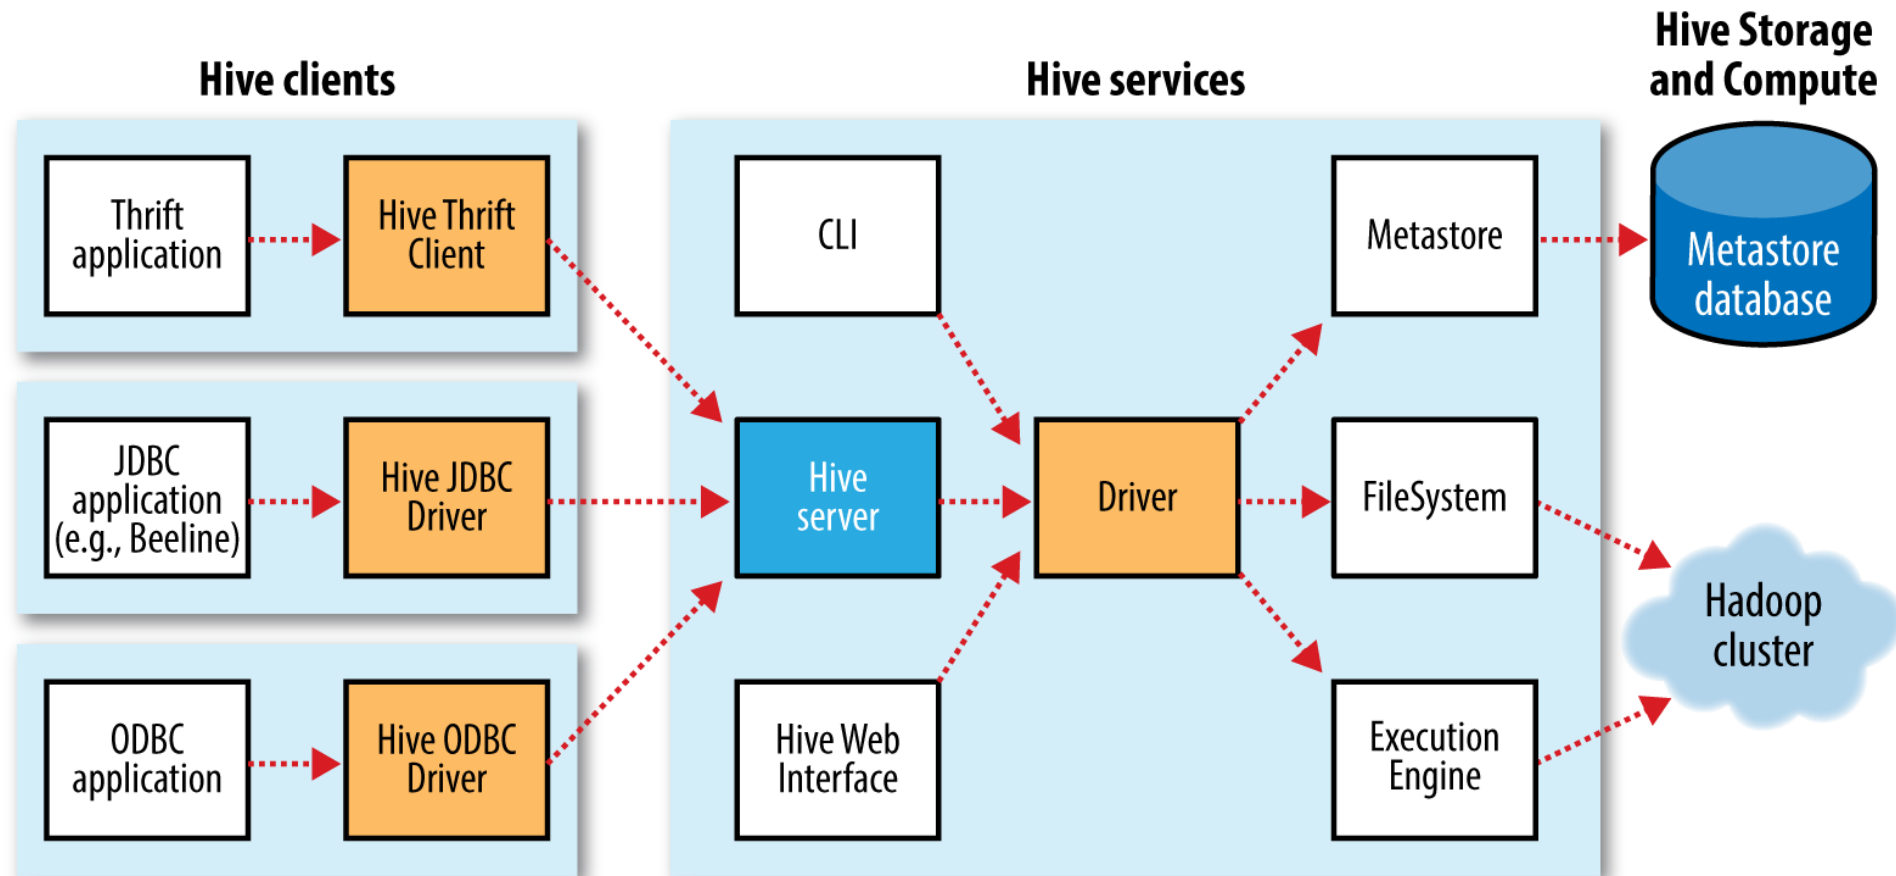 Hive clients
Hive services
Hive Storage
and Compute
Thrift
application
Hive Thrift
Client
CLI
Metastore
Metastore
database
JDBC
application
(e.g., Beeline)
Hive JDBC
Driver
Hive
server
Driver
FileSystem
Hadoop
cluster
ODBC
application
Hive ODBC
Driver
Hive Web
Interface
Execution
Engine